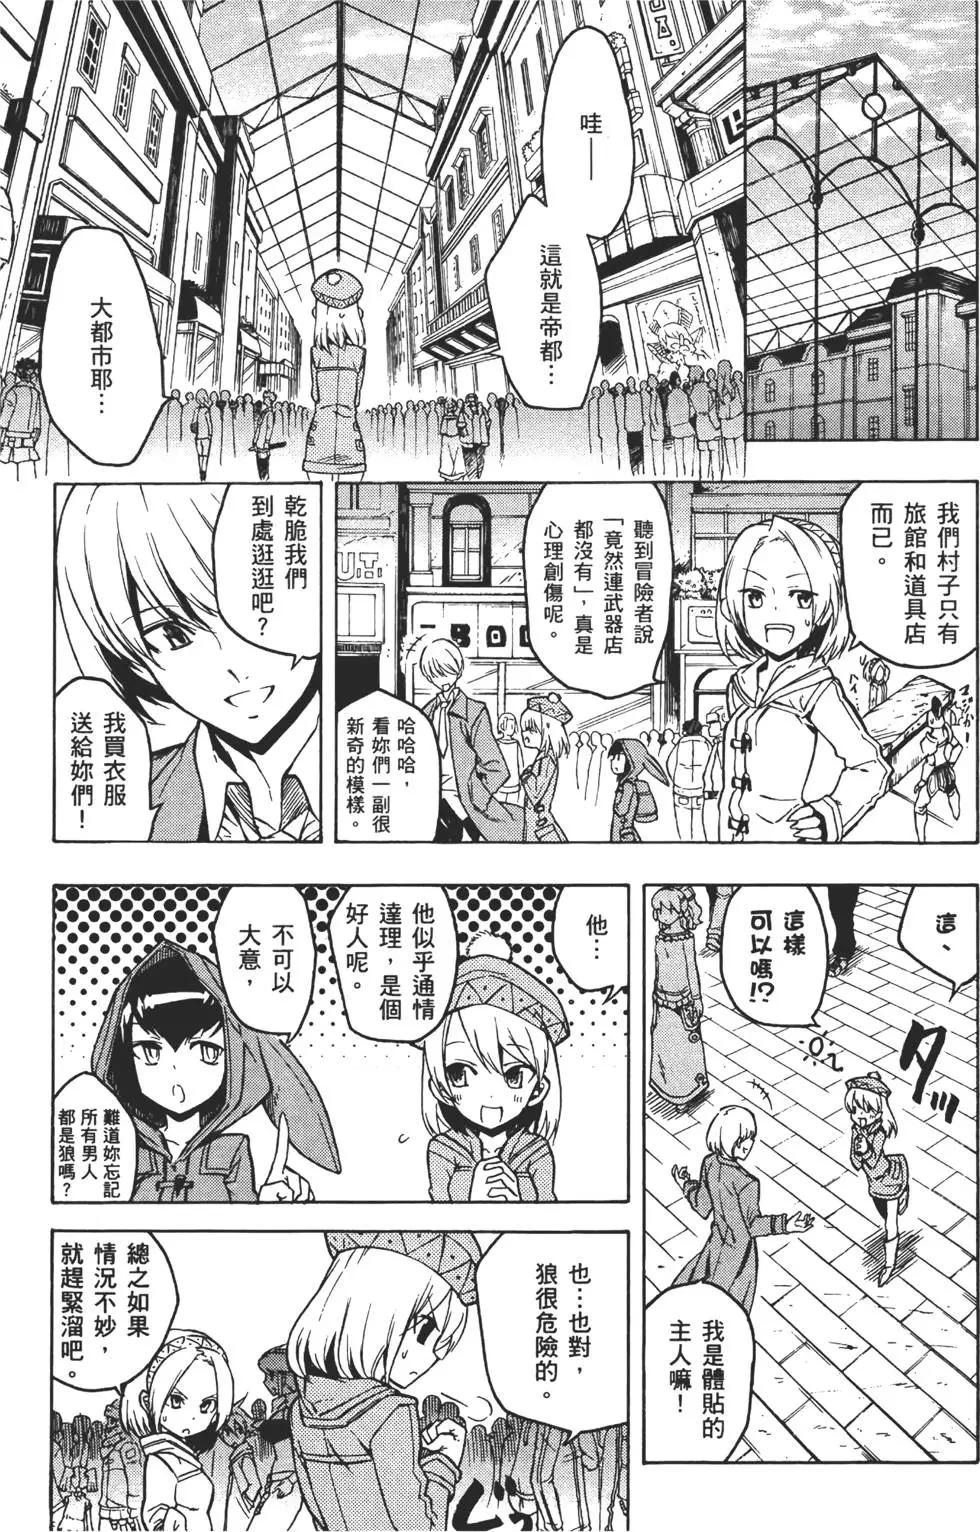 哇——
這就是帝都…
大都市耶…
我們村子只有
旅館和道具店
而已。
聽到冒險者說
「竟然連武器店
都沒有」，真是
心理創傷呢。
哈哈哈，
看妳們一副很
新奇的模樣。
乾脆我們
到處逛逛吧？
我買衣服
送給妳們！
這、
這樣
可以嗎!?
タッ
我是體貼的
主人嘛！
他…
他似乎通情
達理，是個
好人呢。
不可以
大意，
難道妳忘記
所有男人
都是狼嗎？
也…也對，
狼很危險的。
總之如果
情況不妙，
就趕緊溜吧。